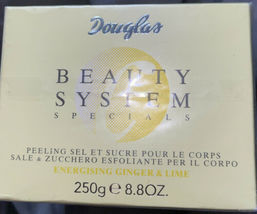 Douglas
BEAUTY
SYSTEM
SPECIALS
PEELING SEL ET SUCRE POUR LE CORPS
SALE & ZUCCHERO ESFOLIANTE PER IL CORPO
ENERGISING GINGER & LIME
250g e 8.8OZ.